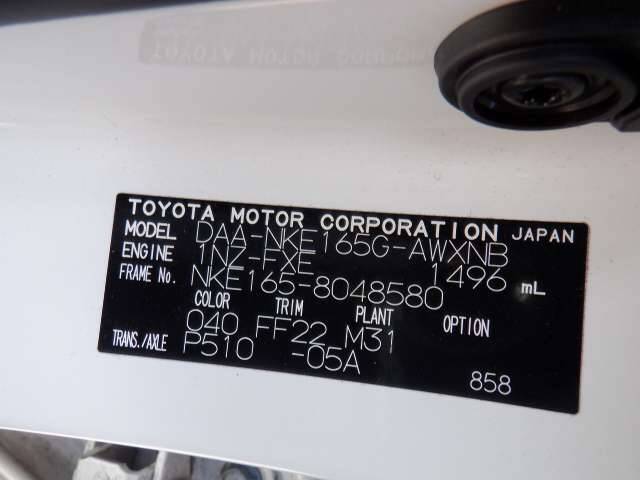 TOYOTA MOTOR CORPORATION JAPAN
MODEL DAA-NKE165G-AWXNB
ENGINE 1NZ-FXE 1496 mL
FRAME No. NKE165-8048580
COLOR TRIM PLANT OPTION
040 FF22 M31
TRANS./AXLE P510 -05A
858